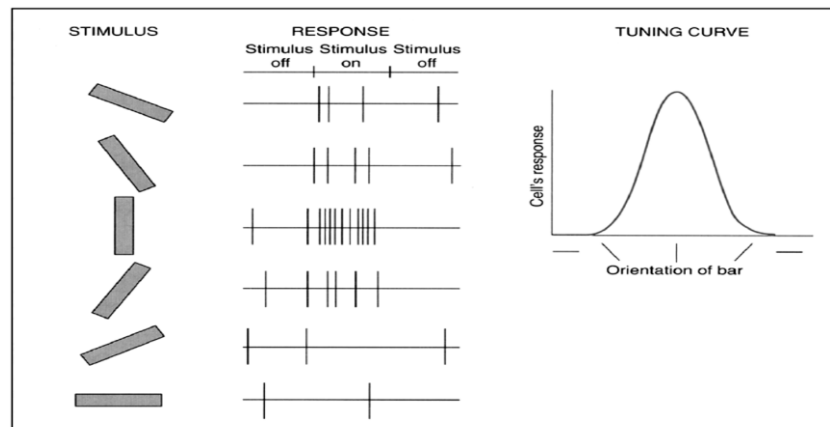 STIMULUS
RESPONSE
TUNING CURVE
Stimulus off
Stimulus on
Stimulus off
Cell's response
Orientation of bar